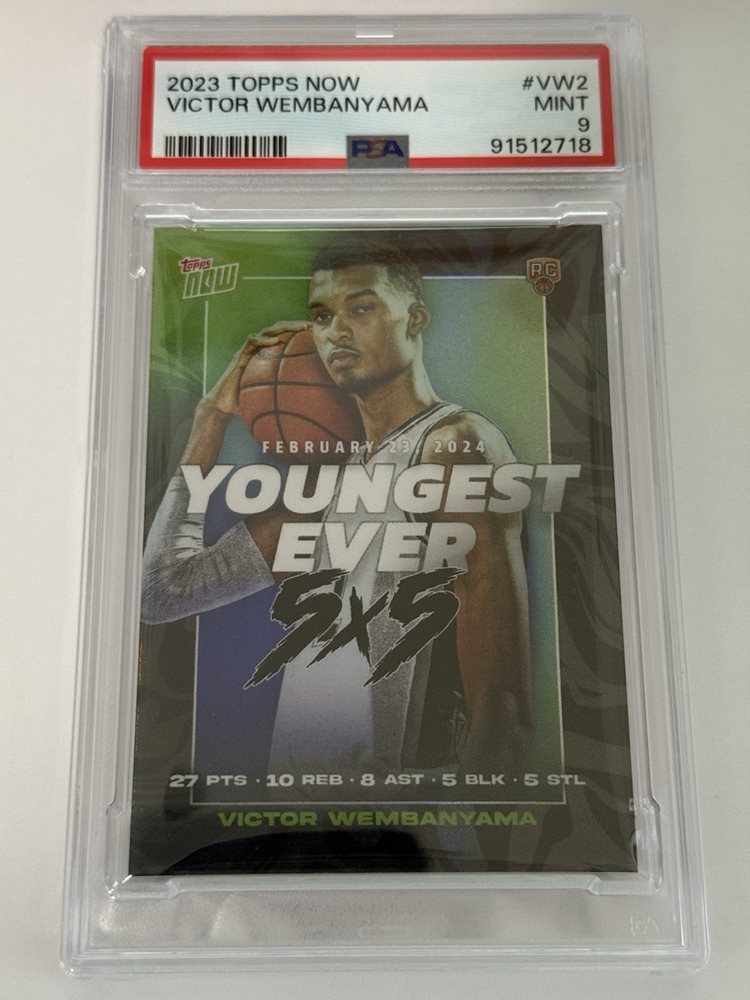 2023 TOPPS NOW #VW2
VICTOR WEMBANYAMA MINT
9
PSA 91512718
topps NOW RC
FEBRUARY 23, 2024
YOUNGEST
EVER
5x5
27 PTS · 10 REB · 8 AST · 5 BLK · 5 STL
VICTOR WEMBANYAMA